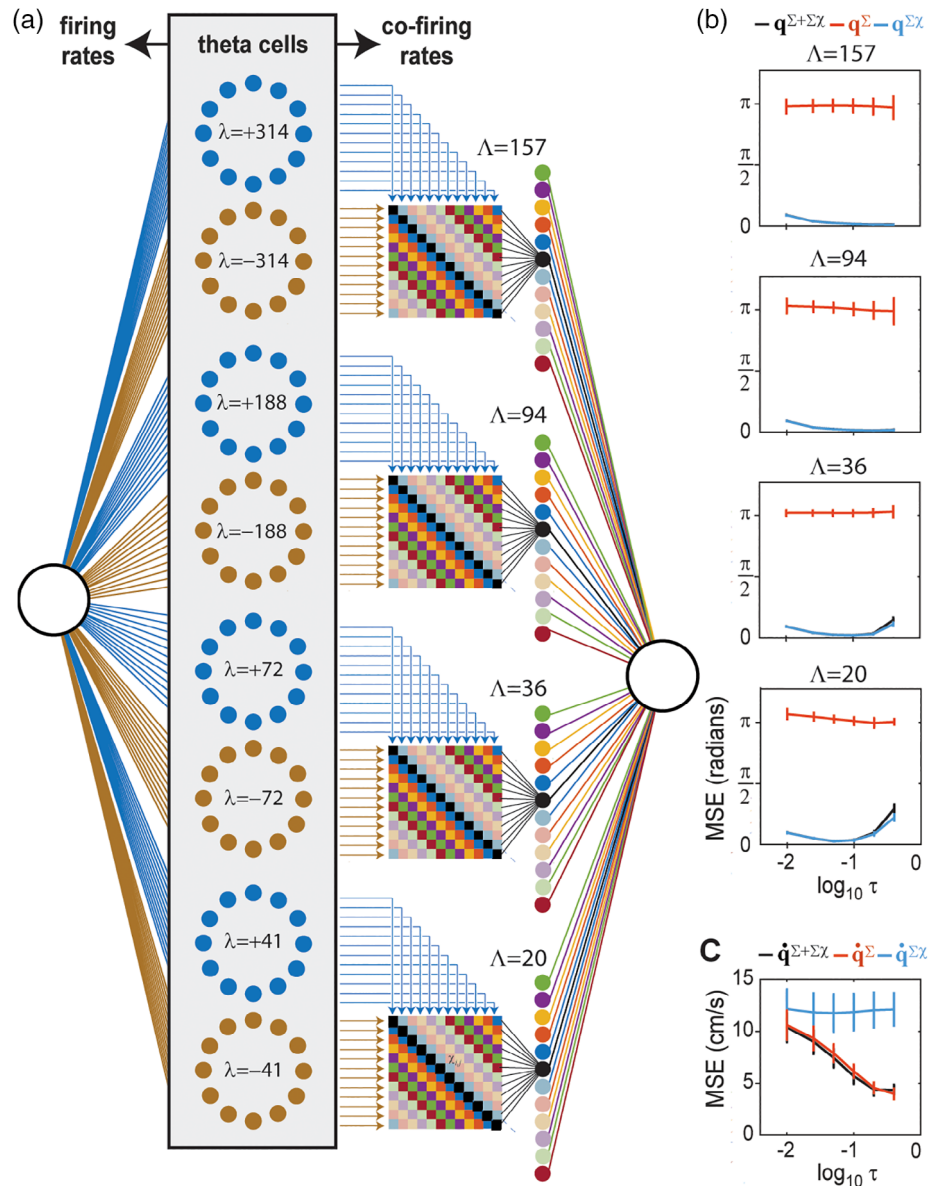 (a)
firing
rates
theta cells
co-firing
rates
λ=+314
λ=−314
λ=+188
λ=−188
λ=+72
λ=−72
λ=+41
λ=−41
Λ=157
Λ=94
Λ=36
Λ=20
(b)
q^Σ+Σχ q^Σ q^Σχ
Λ=157
π
π/2
0
Λ=94
π
π/2
0
Λ=36
π
π/2
0
Λ=20
π
π/2
0
MSE (radians)
-2 -1 0
log₁₀ τ
C
q̇^Σ+Σχ q̇^Σ q̇^Σχ
15
10
5
0
MSE (cm/s)
-2 -1 0
log₁₀ τ